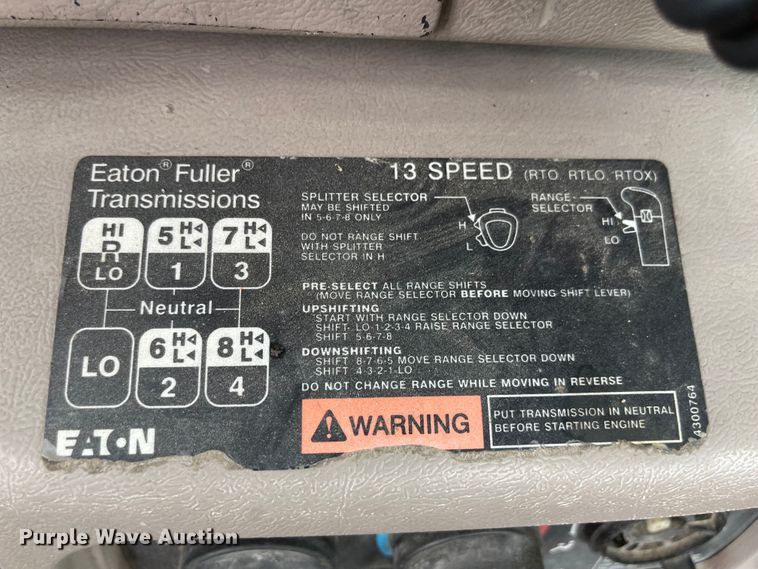 Eaton® Fuller®
Transmissions
13 SPEED (RTO, RTLO, RTOX)
HI
R
LO
5 H L
1
7 H L
3
Neutral
LO
6 H L
2
8 H L
4
EATON
SPLITTER SELECTOR
MAY BE SHIFTED
IN 5-6-7-8 ONLY
H
L
RANGE
SELECTOR
HI
LO
DO NOT RANGE SHIFT
WITH SPLITTER
SELECTOR IN H
PRE-SELECT ALL RANGE SHIFTS
(MOVE RANGE SELECTOR BEFORE MOVING SHIFT LEVER)
UPSHIFTING
START WITH RANGE SELECTOR DOWN
SHIFT- LO-1-2-3-4 RAISE RANGE SELECTOR
SHIFT 5-6-7-8
DOWNSHIFTING
SHIFT 8-7-6-5 MOVE RANGE SELECTOR DOWN
SHIFT 4-3-2-1-LO
DO NOT CHANGE RANGE WHILE MOVING IN REVERSE
WARNING
PUT TRANSMISSION IN NEUTRAL
BEFORE STARTING ENGINE
4300764
Purple Wave Auction